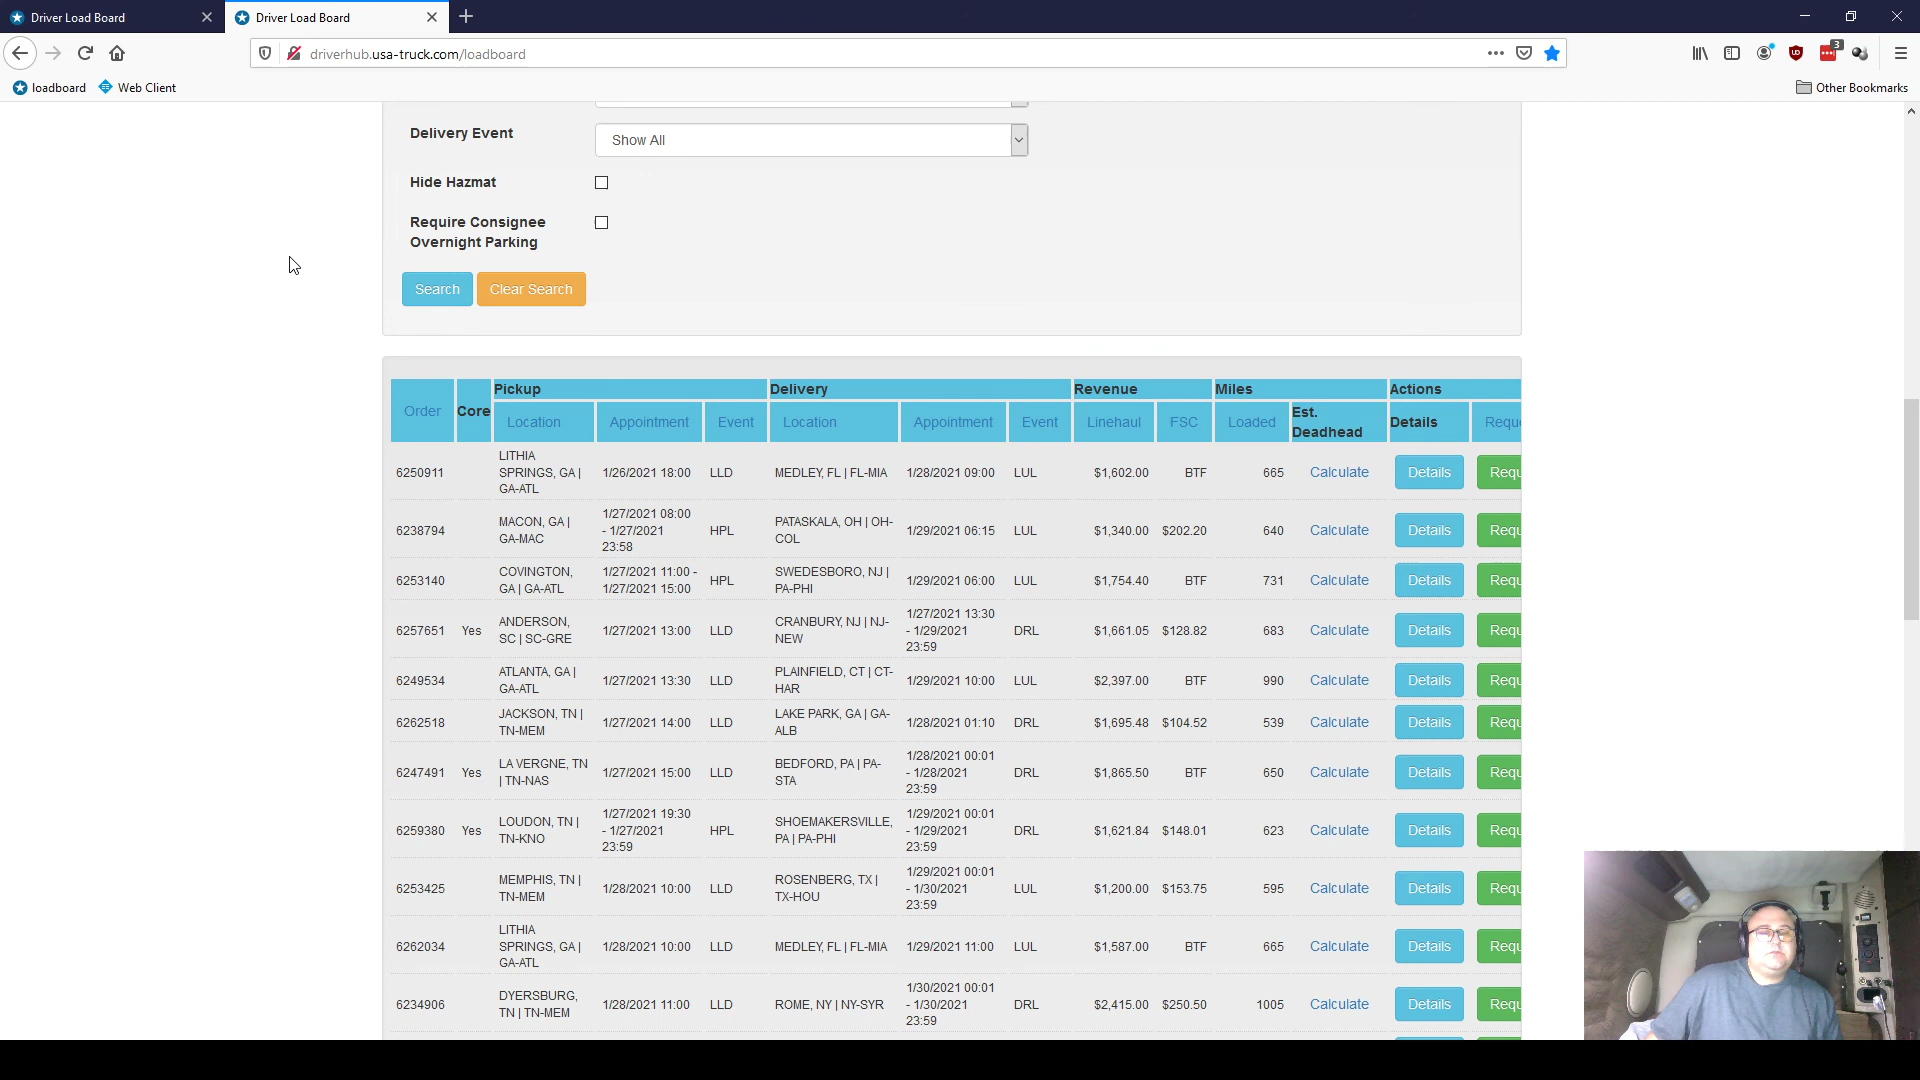 Driver Load Board
Driver Load Board
driverhub.usa-truck.com/loadboard
3
loadboard
Web Client
Other Bookmarks
Delivery Event
Show All
Hide Hazmat
Require Consignee
Overnight Parking
Search
Clear Search
Order Core Pickup Delivery Revenue Miles Actions
Location Appointment Event Location Appointment Event Linehaul FSC Loaded Est. Deadhead Details Requ
6250911 LITHIA SPRINGS, GA | GA-ATL 1/26/2021 18:00 LLD MEDLEY, FL | FL-MIA 1/28/2021 09:00 LUL $1,602.00 BTF 665 Calculate Details Requ
6238794 MACON, GA | GA-MAC 1/27/2021 08:00 - 1/27/2021 23:58 HPL PATASKALA, OH | OH-COL 1/29/2021 06:15 LUL $1,340.00 $202.20 640 Calculate Details Requ
6253140 COVINGTON, GA | GA-ATL 1/27/2021 11:00 - 1/27/2021 15:00 HPL SWEDESBORO, NJ | PA-PHI 1/29/2021 06:00 LUL $1,754.40 BTF 731 Calculate Details Requ
6257651 Yes ANDERSON, SC | SC-GRE 1/27/2021 13:00 LLD CRANBURY, NJ | NJ-NEW 1/27/2021 13:30 - 1/29/2021 23:59 DRL $1,661.05 $128.82 683 Calculate Details Requ
6249534 ATLANTA, GA | GA-ATL 1/27/2021 13:30 LLD PLAINFIELD, CT | CT-HAR 1/29/2021 10:00 LUL $2,397.00 BTF 990 Calculate Details Requ
6262518 JACKSON, TN | TN-MEM 1/27/2021 14:00 LLD LAKE PARK, GA | GA-ALB 1/28/2021 01:10 DRL $1,695.48 $104.52 539 Calculate Details Requ
6247491 Yes LA VERGNE, TN | TN-NAS 1/27/2021 15:00 LLD BEDFORD, PA | PA-STA 1/28/2021 00:01 - 1/28/2021 23:59 DRL $1,865.50 BTF 650 Calculate Details Requ
6259380 Yes LOUDON, TN | TN-KNO 1/27/2021 19:30 - 1/27/2021 23:59 HPL SHOEMAKERSVILLE, PA | PA-PHI 1/29/2021 00:01 - 1/29/2021 23:59 DRL $1,621.84 $148.01 623 Calculate Details Requ
6253425 MEMPHIS, TN | TN-MEM 1/28/2021 10:00 LLD ROSENBERG, TX | TX-HOU 1/29/2021 00:01 - 1/30/2021 23:59 LUL $1,200.00 $153.75 595 Calculate Details Requ
6262034 LITHIA SPRINGS, GA | GA-ATL 1/28/2021 10:00 LLD MEDLEY, FL | FL-MIA 1/29/2021 11:00 LUL $1,587.00 BTF 665 Calculate Details Requ
6234906 DYERSBURG, TN | TN-MEM 1/28/2021 11:00 LLD ROME, NY | NY-SYR 1/30/2021 00:01 - 1/30/2021 23:59 DRL $2,415.00 $250.50 1005 Calculate Details Requ